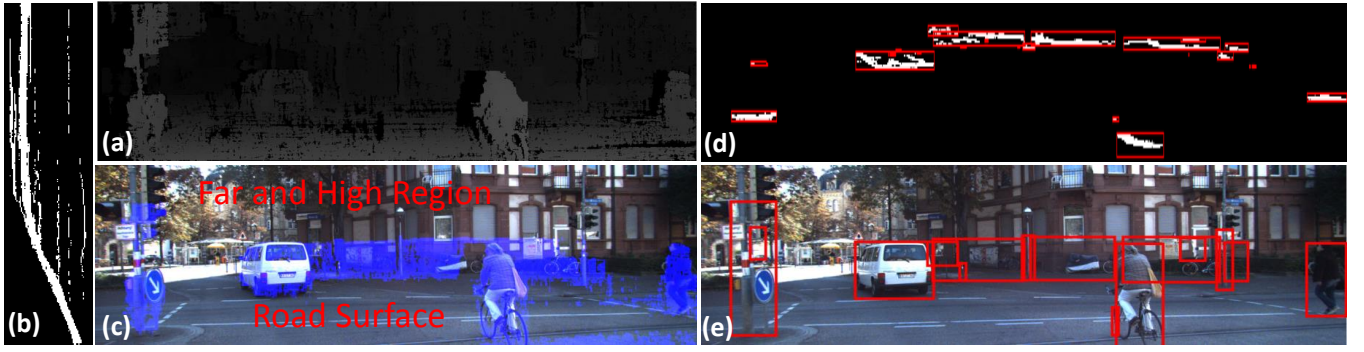 (a)
(b)
Far and High Region
Road Surface
(c)
(d)
(e)